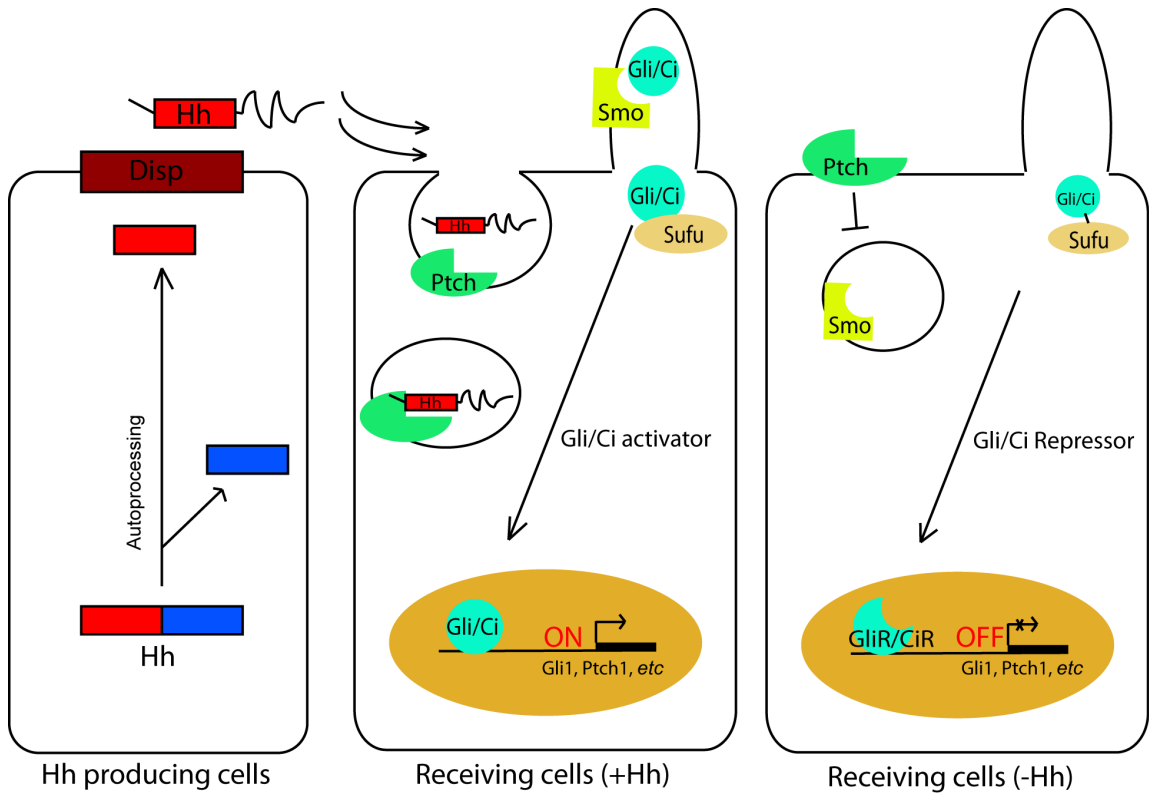 Hh
Disp
Autoprocessing
Hh
Hh producing cells
Gli/Ci
Smo
Gli/Ci
Sufu
Hh
Ptch
Hh
Gli/Ci activator
Gli/Ci
ON
Gli1, Ptch1, etc
Receiving cells (+Hh)
Ptch
Gli/Ci
Sufu
Smo
Gli/Ci Repressor
GliR/CiR
OFF
Gli1, Ptch1, etc
Receiving cells (-Hh)